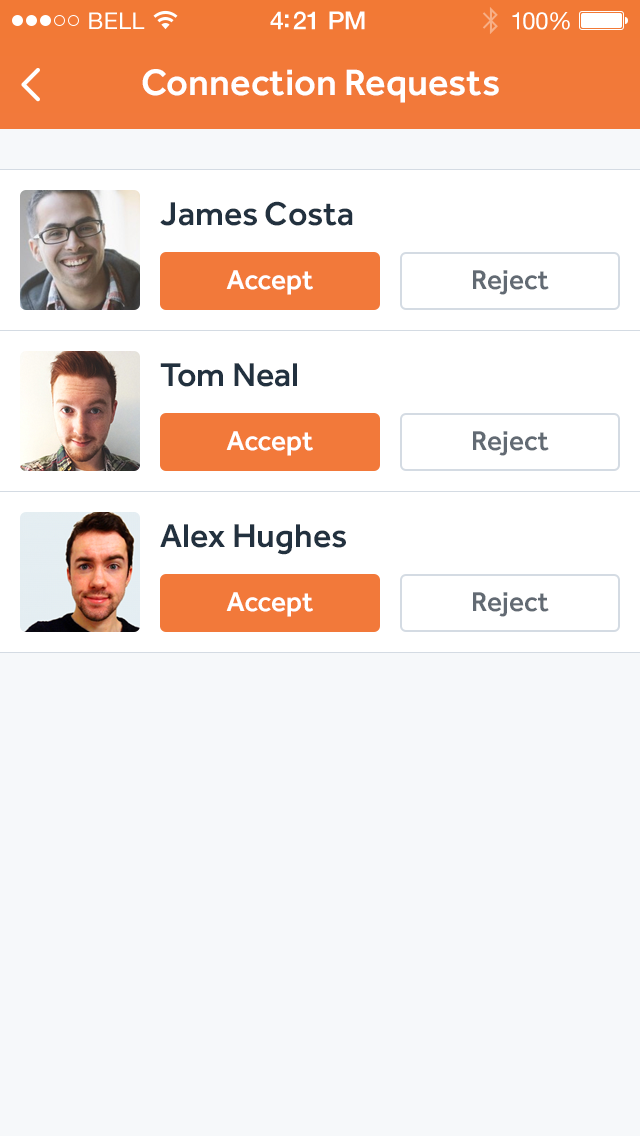 BELL 4:21 PM 100%
Connection Requests
James Costa
Accept Reject
Tom Neal
Accept Reject
Alex Hughes
Accept Reject